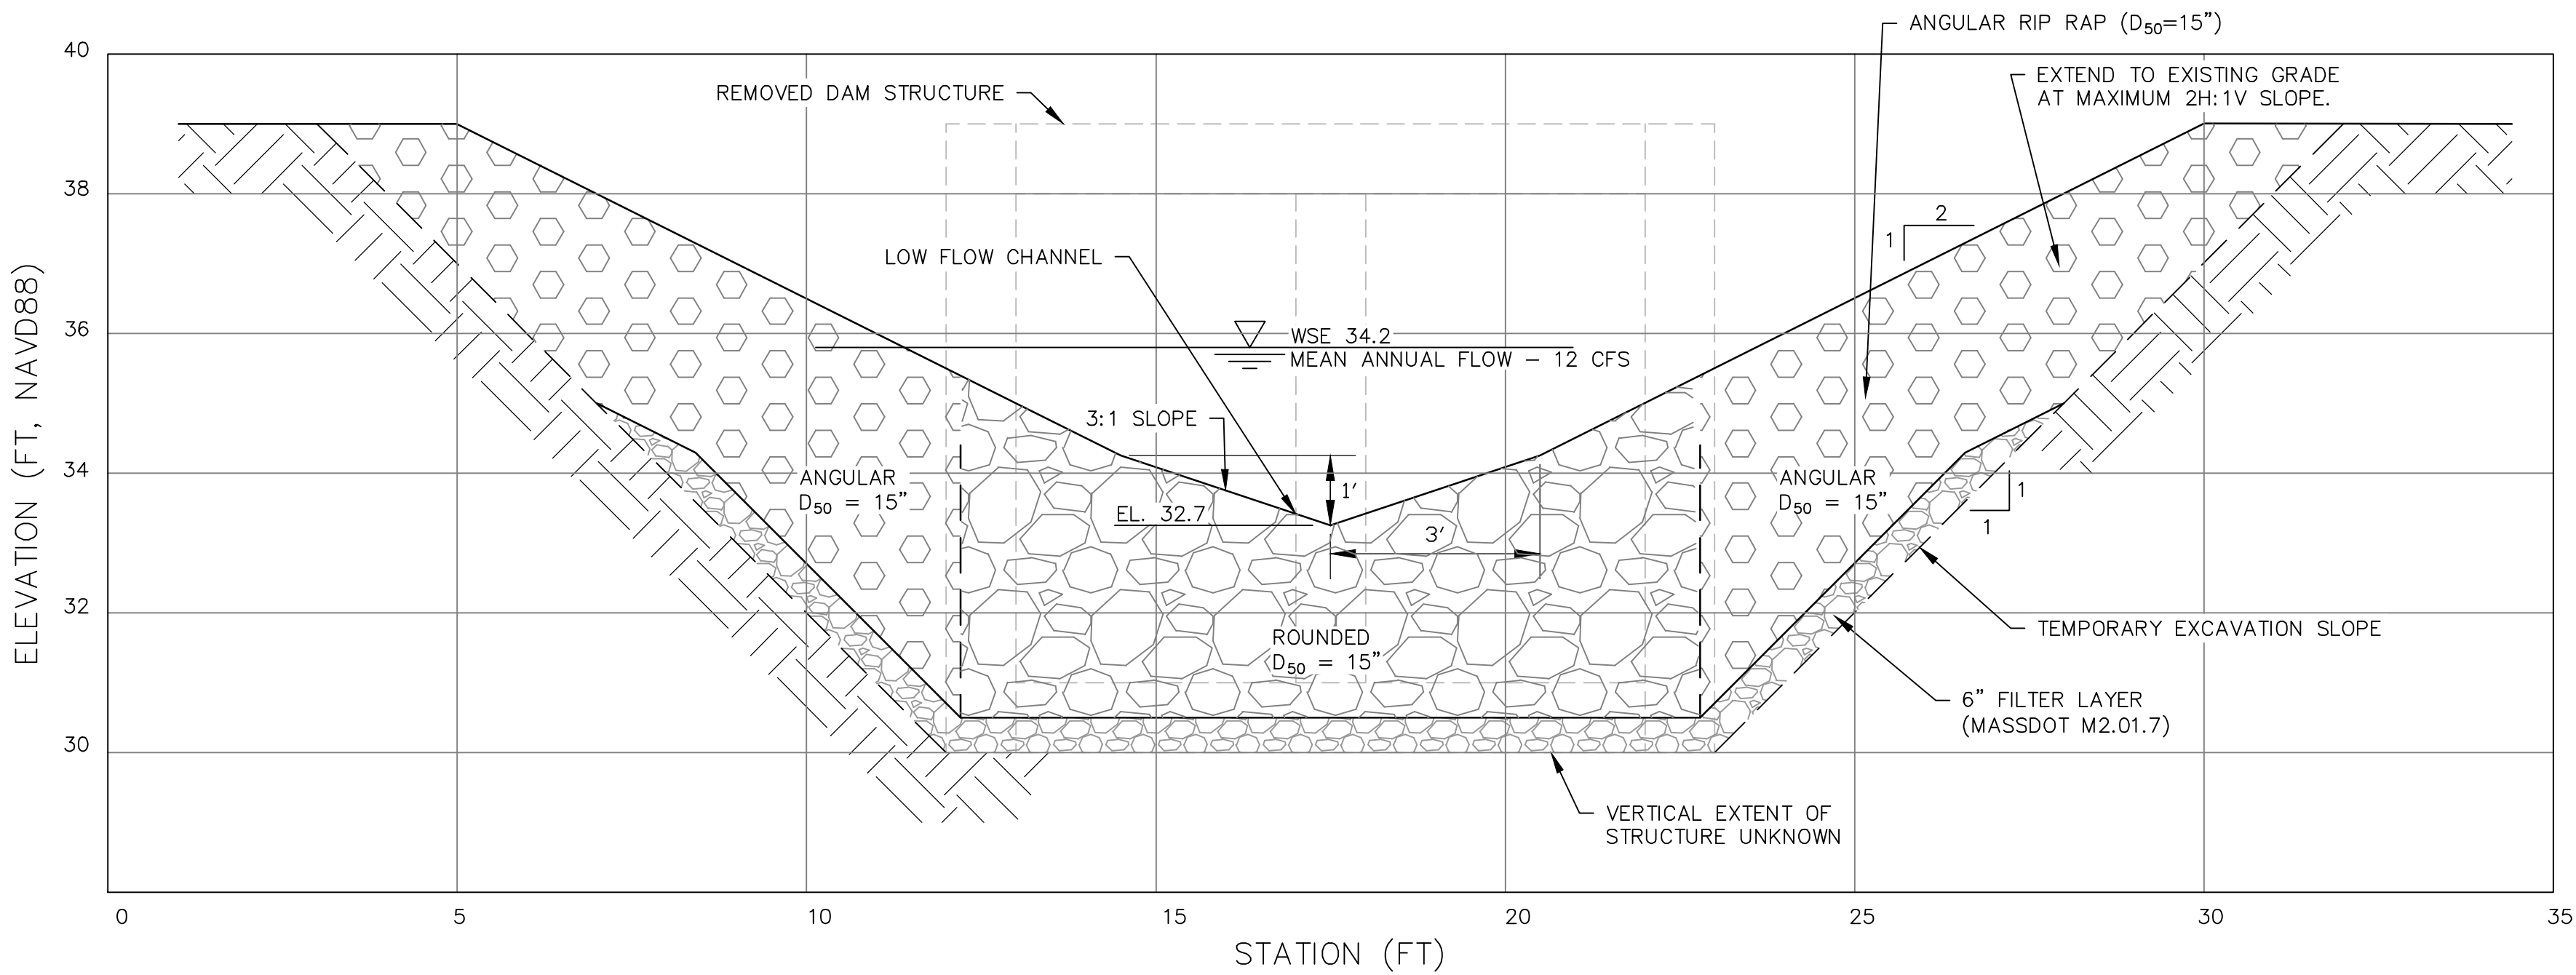 ANGULAR RIP RAP (D50=15”)
40
EXTEND TO EXISTING GRADE
AT MAXIMUM 2H:1V SLOPE.
REMOVED DAM STRUCTURE
38
2
1
LOW FLOW CHANNEL
36
WSE 34.2
MEAN ANNUAL FLOW – 12 CFS
3:1 SLOPE
34
ANGULAR
D50 = 15”
1’
ANGULAR
D50 = 15”
1
1
EL. 32.7
3’
32
ROUNDED
D50 = 15”
TEMPORARY EXCAVATION SLOPE
6” FILTER LAYER
(MASSDOT M2.01.7)
30
VERTICAL EXTENT OF
STRUCTURE UNKNOWN
ELEVATION (FT, NAVD88)
0 5 10 15 20 25 30 35
STATION (FT)